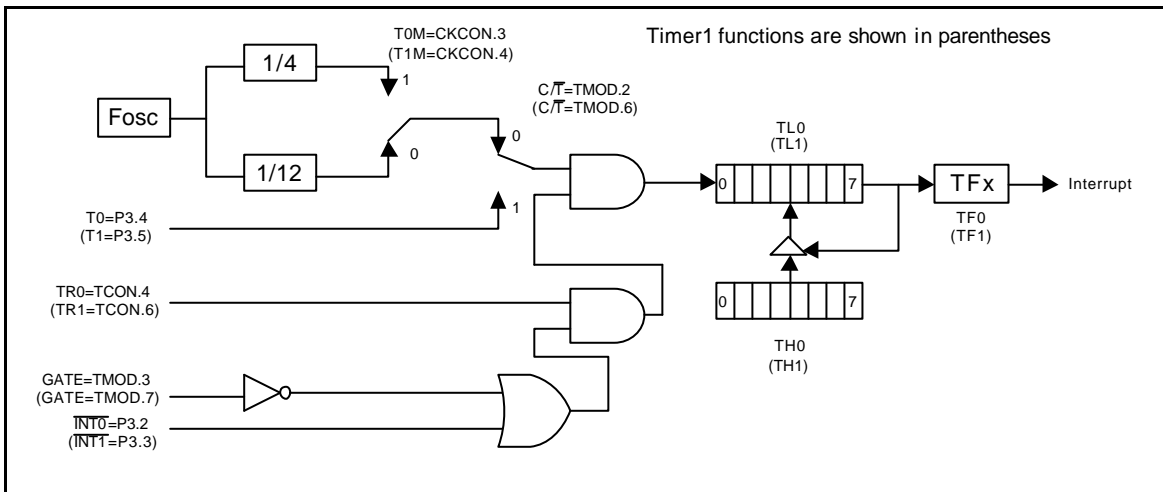 T0M=CKCON.3
(T1M=CKCON.4)
Timer1 functions are shown in parentheses
1/4
1
C/T̅=TMOD.2
(C/T̅=TMOD.6)
Fosc
0
0
1/12
TL0
(TL1)
0 7
TFx
Interrupt
TF0
(TF1)
T0=P3.4
(T1=P3.5)
1
TR0=TCON.4
(TR1=TCON.6)
0 7
TH0
(TH1)
GATE=TMOD.3
(GATE=TMOD.7)
I̅N̅T̅0̅=P3.2
(I̅N̅T̅1̅=P3.3)